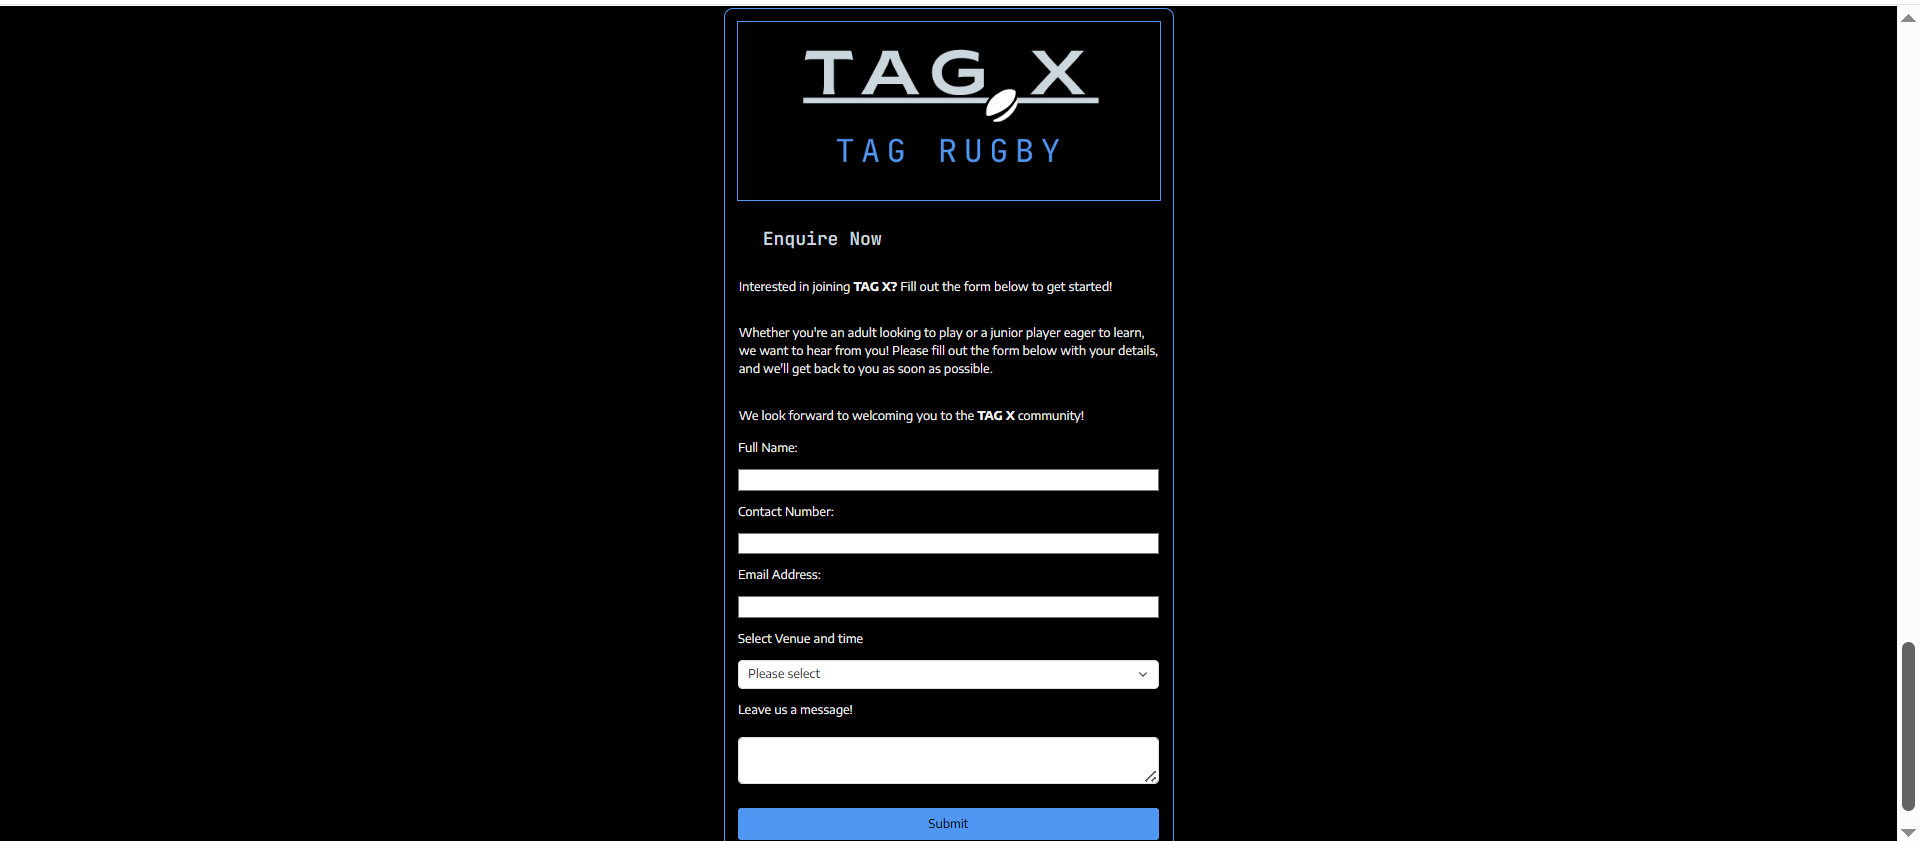 TAG X
TAG RUGBY
Enquire Now
Interested in joining TAG X? Fill out the form below to get started!
Whether you're an adult looking to play or a junior player eager to learn,
we want to hear from you! Please fill out the form below with your details,
and we'll get back to you as soon as possible.
We look forward to welcoming you to the TAG X community!
Full Name:
Contact Number:
Email Address:
Select Venue and time
Please select
Leave us a message!
Submit